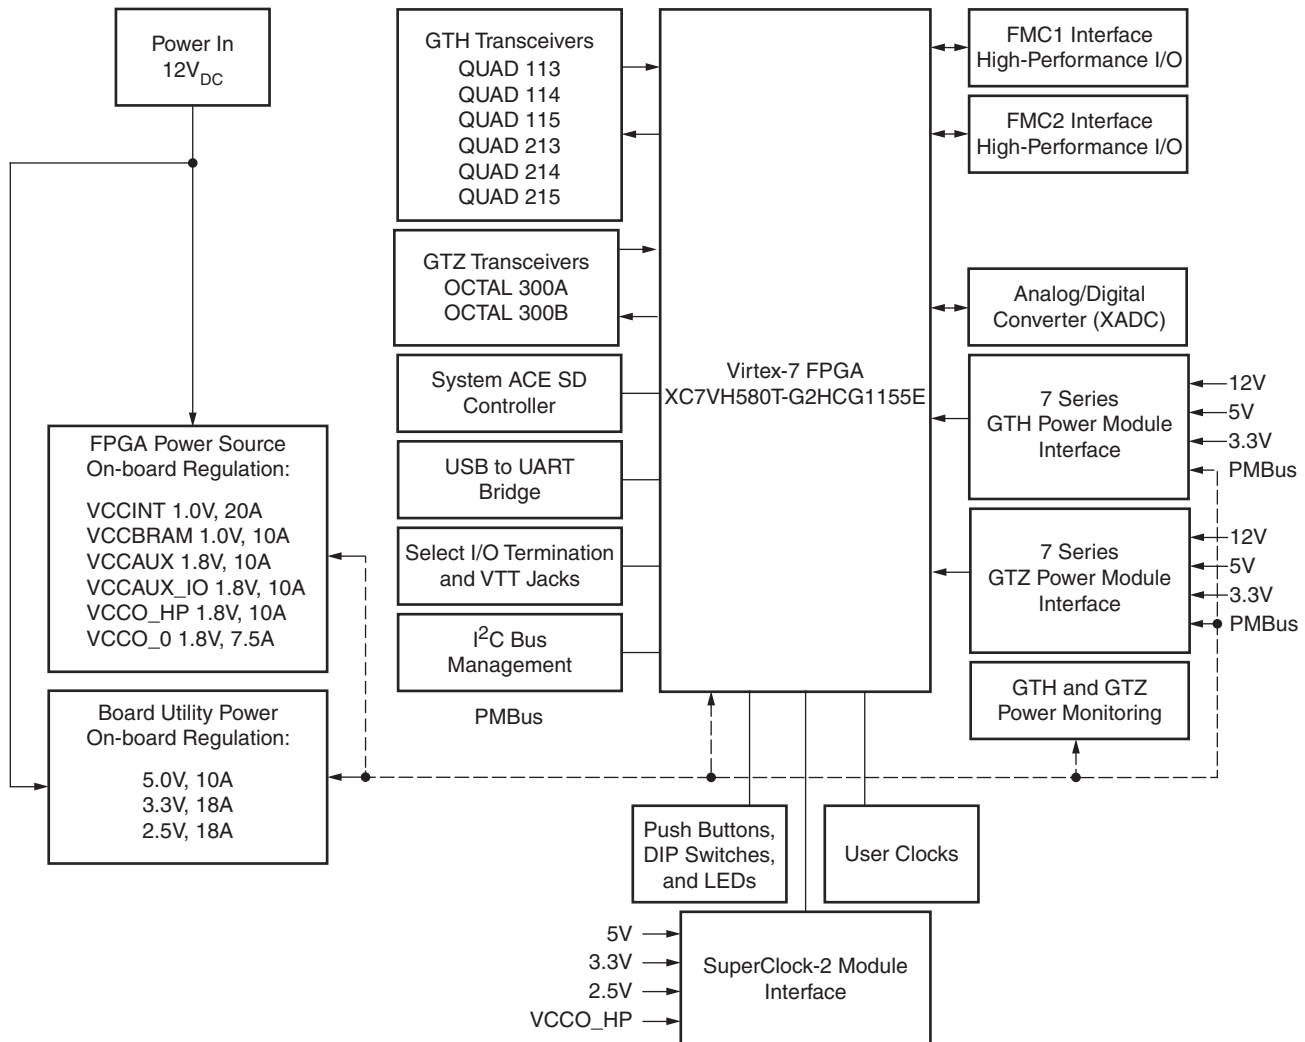 Power In
12VDC
GTH Transceivers
QUAD 113
QUAD 114
QUAD 115
QUAD 213
QUAD 214
QUAD 215
GTZ Transceivers
OCTAL 300A
OCTAL 300B
System ACE SD
Controller
USB to UART
Bridge
Select I/O Termination
and VTT Jacks
I2C Bus
Management
PMBus
Virtex-7 FPGA
XC7VH580T-G2HCG1155E
FMC1 Interface
High-Performance I/O
FMC2 Interface
High-Performance I/O
Analog/Digital
Converter (XADC)
7 Series
GTH Power Module
Interface
12V
5V
3.3V
PMBus
7 Series
GTZ Power Module
Interface
12V
5V
3.3V
PMBus
GTH and GTZ
Power Monitoring
FPGA Power Source
On-board Regulation:
VCCINT 1.0V, 20A
VCCBRAM 1.0V, 10A
VCCAUX 1.8V, 10A
VCCAUX_IO 1.8V, 10A
VCCO_HP 1.8V, 10A
VCCO_0 1.8V, 7.5A
Board Utility Power
On-board Regulation:
5.0V, 10A
3.3V, 18A
2.5V, 18A
Push Buttons,
DIP Switches,
and LEDs
User Clocks
5V
3.3V
2.5V
VCCO_HP
SuperClock-2 Module
Interface